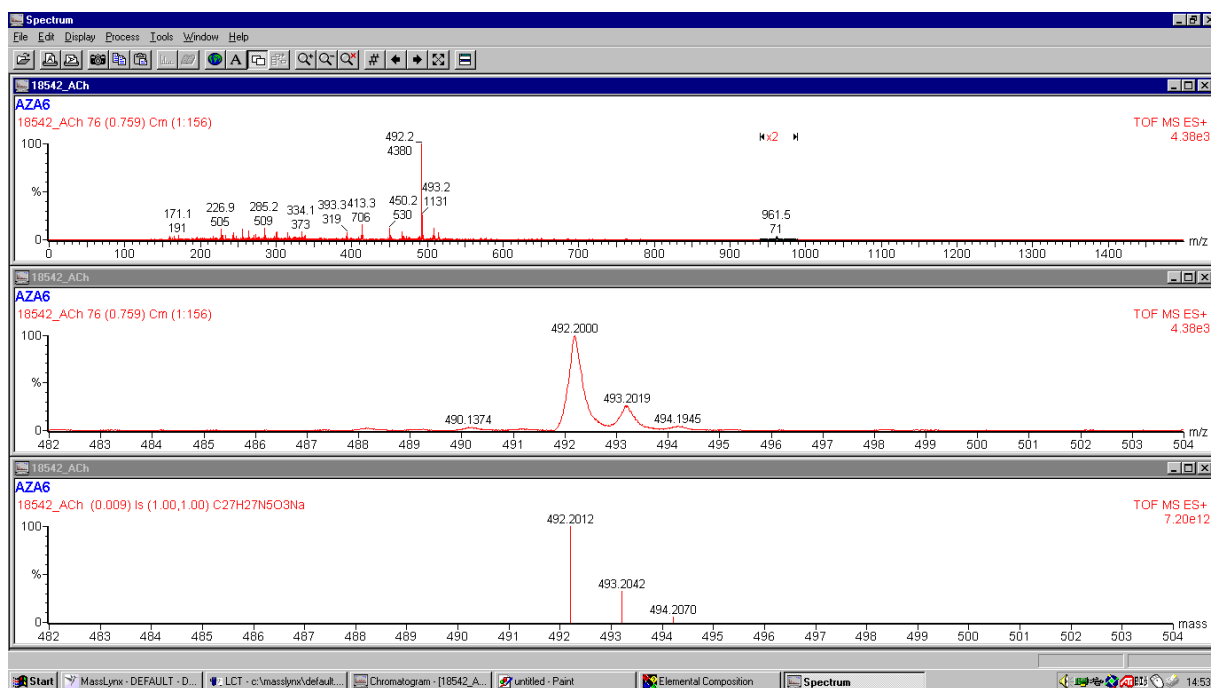 Spectrum
File Edit Display Process Tools Window Help
18542_ACh
AZA6
18542_ACh 76 (0.759) Cm (1:156)
TOF MS ES+
4.38e3
x2
100
%
0
492.2
4380
493.2
1131
171.1
191
226.9
505
285.2
509
334.1
373
393.3
319
413.3
706
450.2
530
961.5
71
0 100 200 300 400 500 600 700 800 900 1000 1100 1200 1300 1400
m/z
18542_ACh
AZA6
18542_ACh 76 (0.759) Cm (1:156)
TOF MS ES+
4.38e3
100
%
0
492.2000
493.2019
490.1374
494.1945
482 483 484 485 486 487 488 489 490 491 492 493 494 495 496 497 498 499 500 501 502 503 504
m/z
18542_ACh
AZA6
18542_ACh (0.009) Is (1.00,1.00) C27H27N5O3Na
TOF MS ES+
7.20e12
100
%
0
492.2012
493.2042
494.2070
482 483 484 485 486 487 488 489 490 491 492 493 494 495 496 497 498 499 500 501 502 503 504
mass
Start MassLynx - DEFAULT - D... LCT - c:\masslynx\default.... Chromatogram - [18542_A... untitled - Paint Elemental Composition Spectrum 14:53